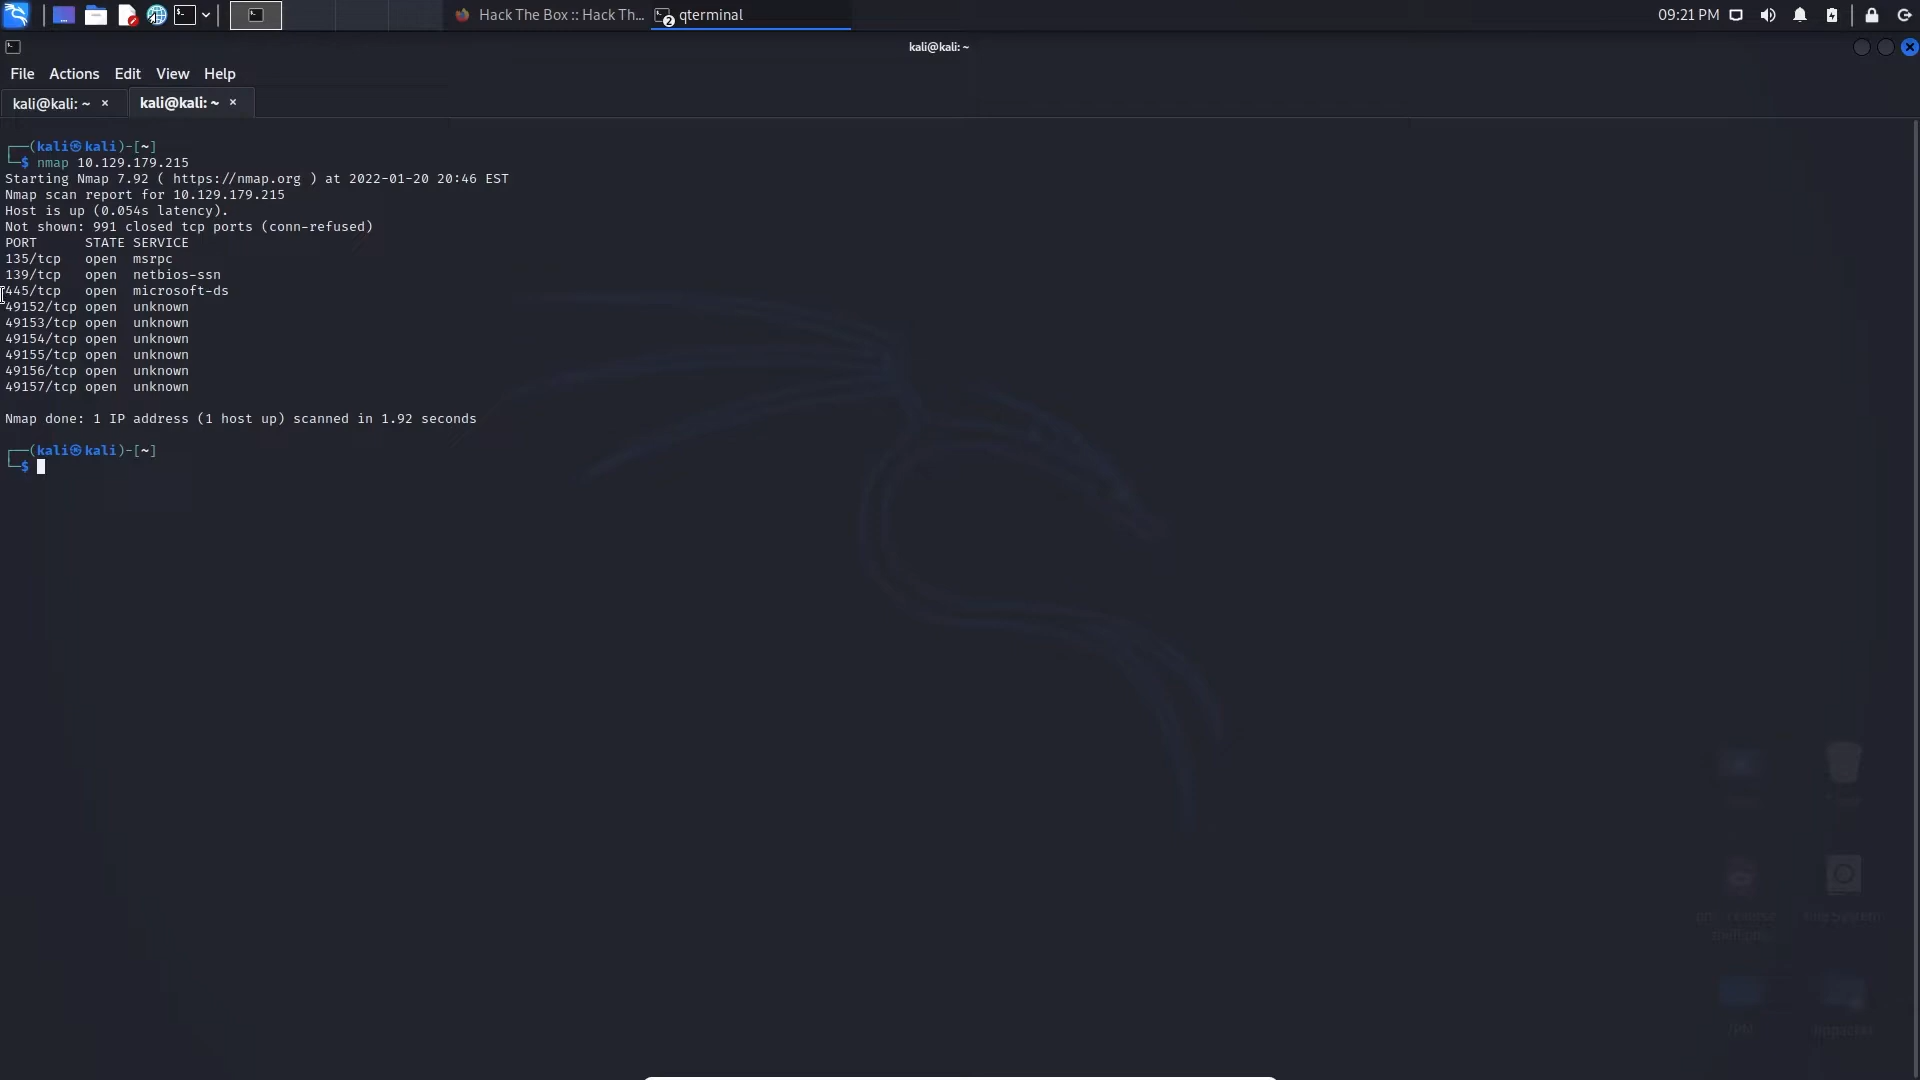 Hack The Box :: Hack Th...
2
qterminal
09:21 PM
kali@kali: ~
File Actions Edit View Help
kali@kali: ~ ×
kali@kali: ~ ×
┌──(kali㉿kali)-[~]
└─$ nmap 10.129.179.215
Starting Nmap 7.92 ( https://nmap.org ) at 2022-01-20 20:46 EST
Nmap scan report for 10.129.179.215
Host is up (0.054s latency).
Not shown: 991 closed tcp ports (conn-refused)
PORT      STATE SERVICE
135/tcp   open  msrpc
139/tcp   open  netbios-ssn
445/tcp   open  microsoft-ds
49152/tcp open  unknown
49153/tcp open  unknown
49154/tcp open  unknown
49155/tcp open  unknown
49156/tcp open  unknown
49157/tcp open  unknown
Nmap done: 1 IP address (1 host up) scanned in 1.92 seconds
┌──(kali㉿kali)-[~]
└─$
File System